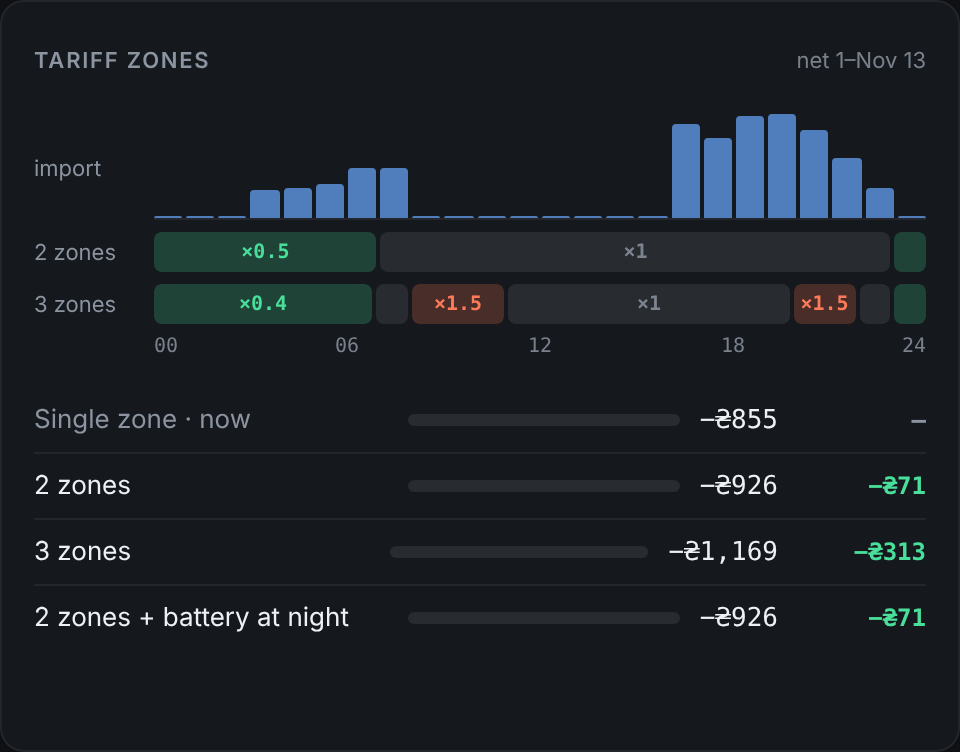 TARIFF ZONES net 1–Nov 13
import
2 zones ×0.5 ×1
3 zones ×0.4 ×1.5 ×1 ×1.5
00 06 12 18 24
Single zone · now –₴855 –
2 zones –₴926 –₴71
3 zones –₴1,169 –₴313
2 zones + battery at night –₴926 –₴71